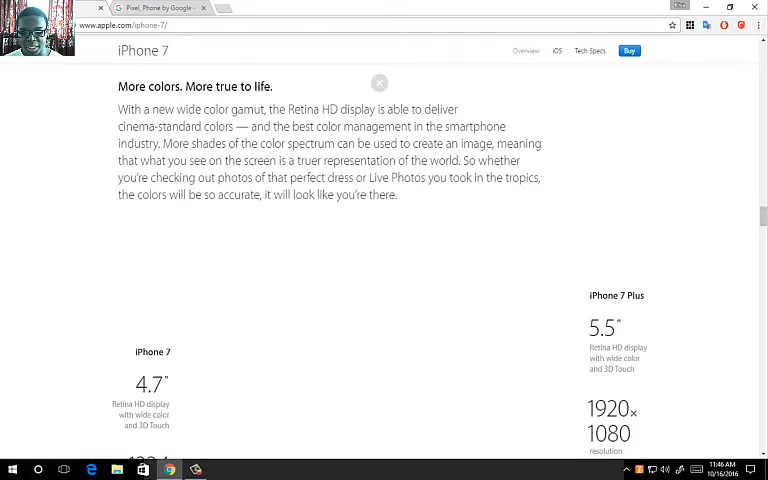 Pixel, Phone by Google -
www.apple.com/iphone-7/
iPhone 7
Overview
iOS
Tech Specs
Buy
More colors. More true to life.
With a new wide color gamut, the Retina HD display is able to deliver
cinema-standard colors — and the best color management in the smartphone
industry. More shades of the color spectrum can be used to create an image, meaning
that what you see on the screen is a truer representation of the world. So whether
you're checking out photos of that perfect dress or Live Photos you took in the tropics,
the colors will be so accurate, it will look like you're there.
iPhone 7 Plus
5.5″
Retina HD display
with wide color
and 3D Touch
1920×
1080
resolution
iPhone 7
4.7″
Retina HD display
with wide color
and 3D Touch
11:46 AM
10/16/2016